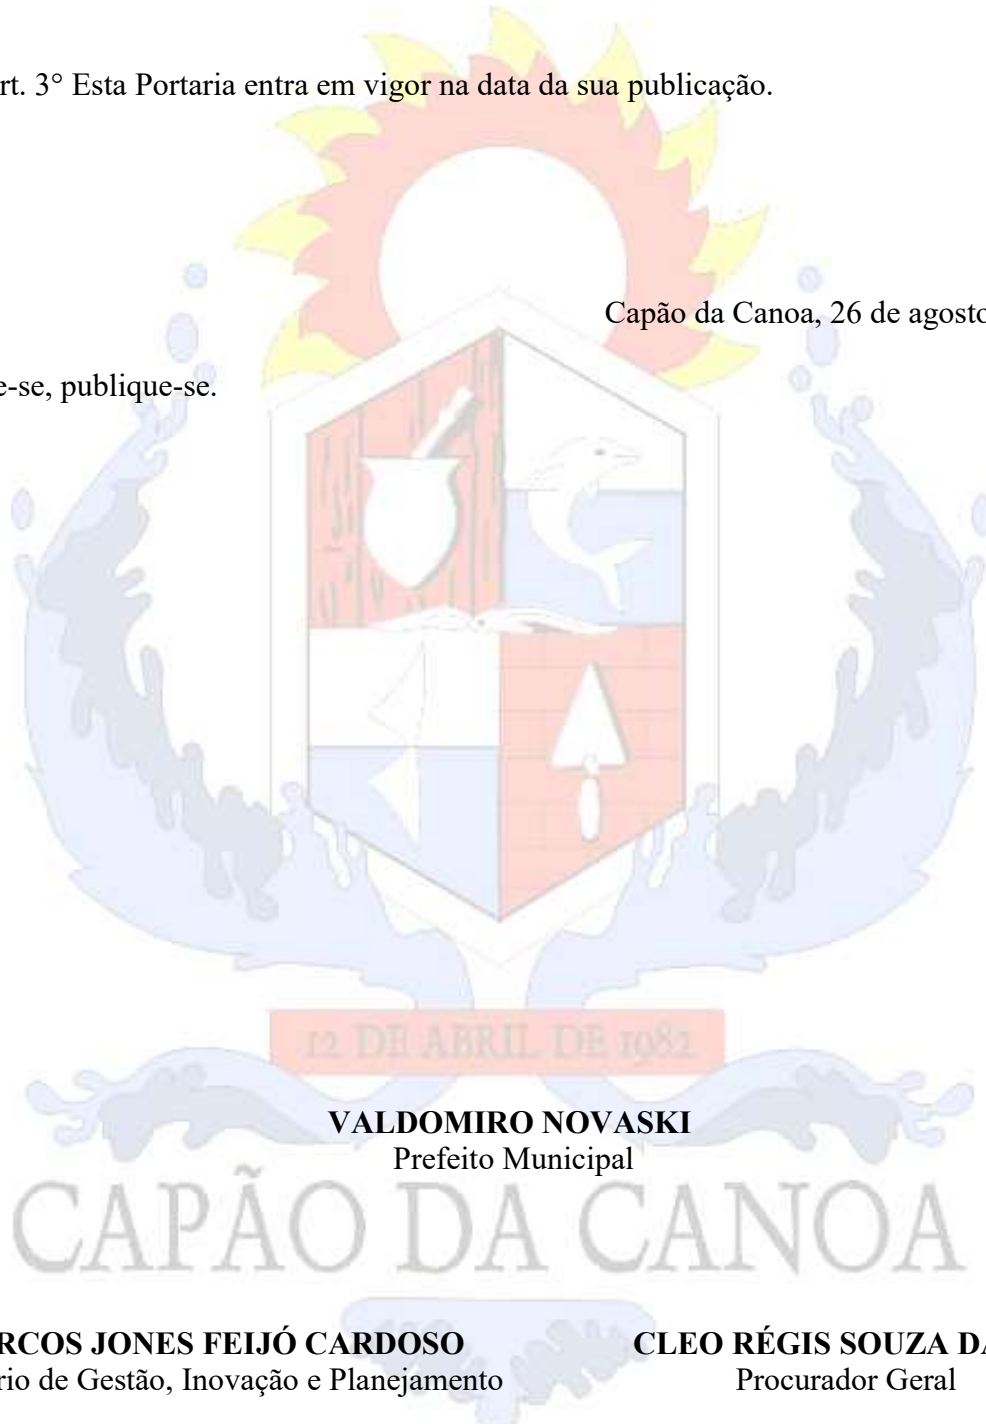 rt. 3° Esta Portaria entra em vigor na data da sua publicação.
Capão da Canoa, 26 de agosto
e-se, publique-se.
12 DE ABRIL DE 1982
VALDOMIRO NOVASKI
Prefeito Municipal
CAPÃO DA CANOA
RCOS JONES FEIJÓ CARDOSO CLEO RÉGIS SOUZA DA
rio de Gestão, Inovação e Planejamento Procurador Geral